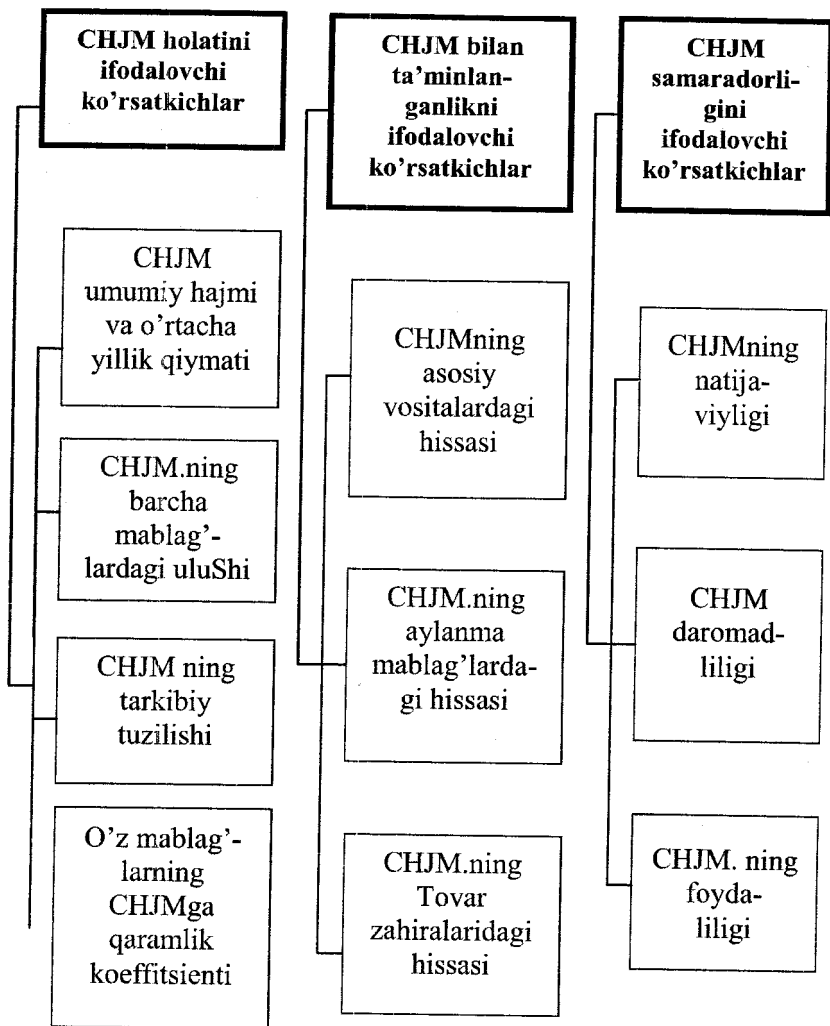 CHJM holatini
ifodalovchi
ko'rsatkichlar
CHJM
umumiy hajmi
va o'rtacha
yillik qiymati
CHJM.ning
barcha
mablag'-
lardagi uluShi
CHJM ning
tarkibiy
tuzilishi
O'z mablag'-
larning
CHJMga
qaramlik
koeffitsienti
CHJM bilan
ta'minlan-
ganlikni
ifodalovchi
ko'rsatkichlar
CHJMning
asosiy
vositalardagi
hissasi
CHJM.ning
aylanma
mablag'larda-
gi hissasi
CHJM.ning
Tovar
zahiralaridagi
hissasi
CHJM
samaradorli-
gini
ifodalovchi
ko'rsatkichlar
CHJMning
natija-
viyligi
CHJM
daromad-
liligi
CHJM. ning
foyda-
liligi